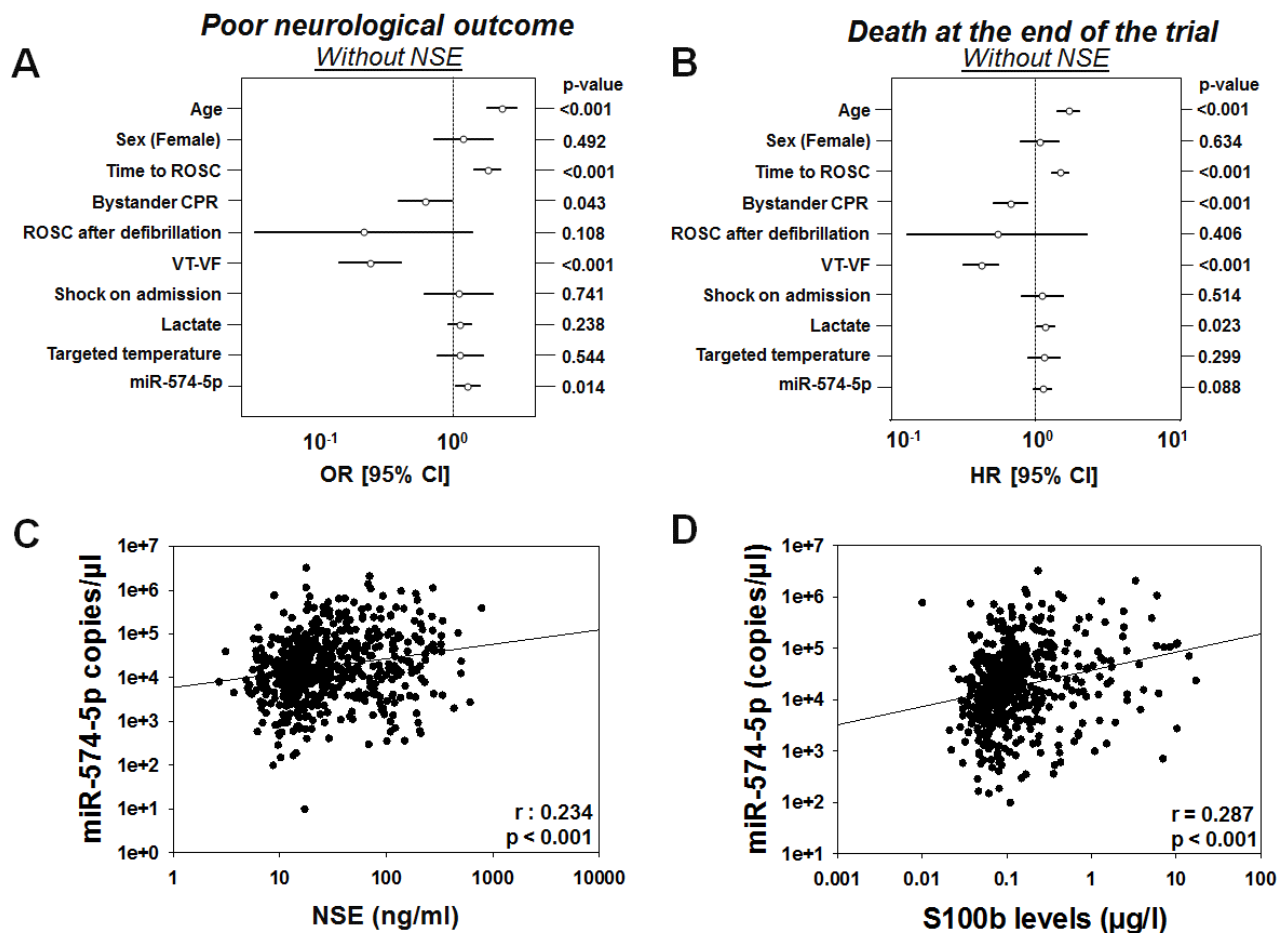 A
Poor neurological outcome
Without NSE
p-value
Age <0.001
Sex (Female) 0.492
Time to ROSC <0.001
Bystander CPR 0.043
ROSC after defibrillation 0.108
VT-VF <0.001
Shock on admission 0.741
Lactate 0.238
Targeted temperature 0.544
miR-574-5p 0.014
10-1 100
OR [95% CI]
B
Death at the end of the trial
Without NSE
p-value
Age <0.001
Sex (Female) 0.634
Time to ROSC <0.001
Bystander CPR <0.001
ROSC after defibrillation 0.406
VT-VF <0.001
Shock on admission 0.514
Lactate 0.023
Targeted temperature 0.299
miR-574-5p 0.088
10-1 100 101
HR [95% CI]
C
miR-574-5p copies/µl
1e+7
1e+6
1e+5
1e+4
1e+3
1e+2
1e+1
1e+0
r : 0.234
p < 0.001
1 10 100 1000 10000
NSE (ng/ml)
D
miR-574-5p (copies/µl)
1e+7
1e+6
1e+5
1e+4
1e+3
1e+2
1e+1
r = 0.287
p < 0.001
0.001 0.01 0.1 1 10 100
S100b levels (µg/l)